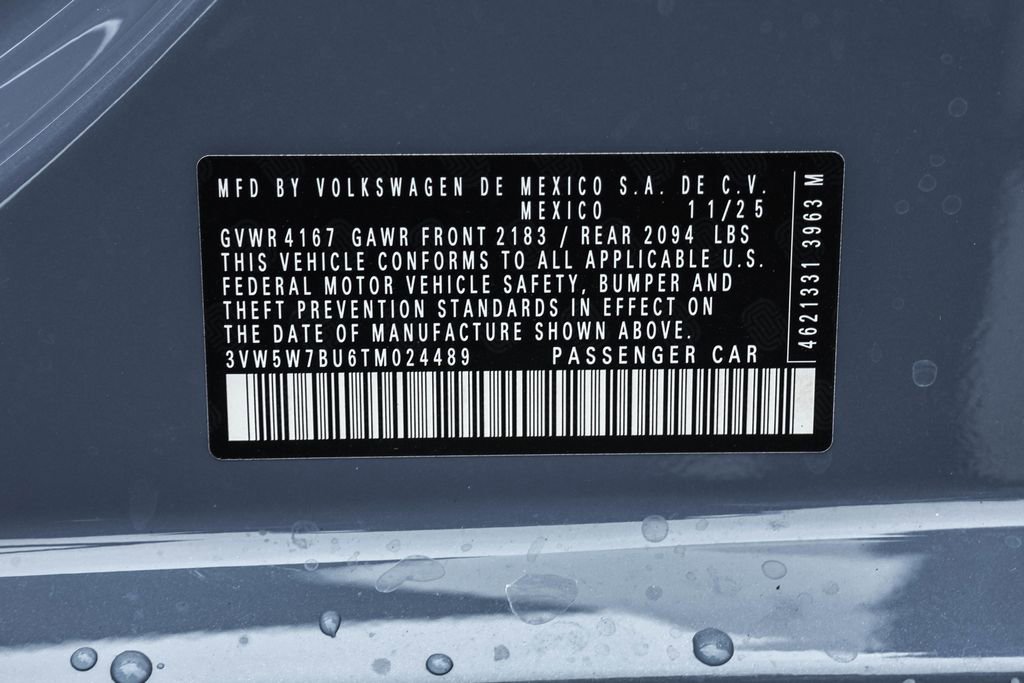 MFD BY VOLKSWAGEN DE MEXICO S.A. DE C.V.
MEXICO 11/25
GVWR 4167 GAWR FRONT 2183 / REAR 2094 LBS
THIS VEHICLE CONFORMS TO ALL APPLICABLE U.S.
FEDERAL MOTOR VEHICLE SAFETY, BUMPER AND
THEFT PREVENTION STANDARDS IN EFFECT ON
THE DATE OF MANUFACTURE SHOWN ABOVE.
3VW5W7BU6TM024489 PASSENGER CAR
4621331 3963 M